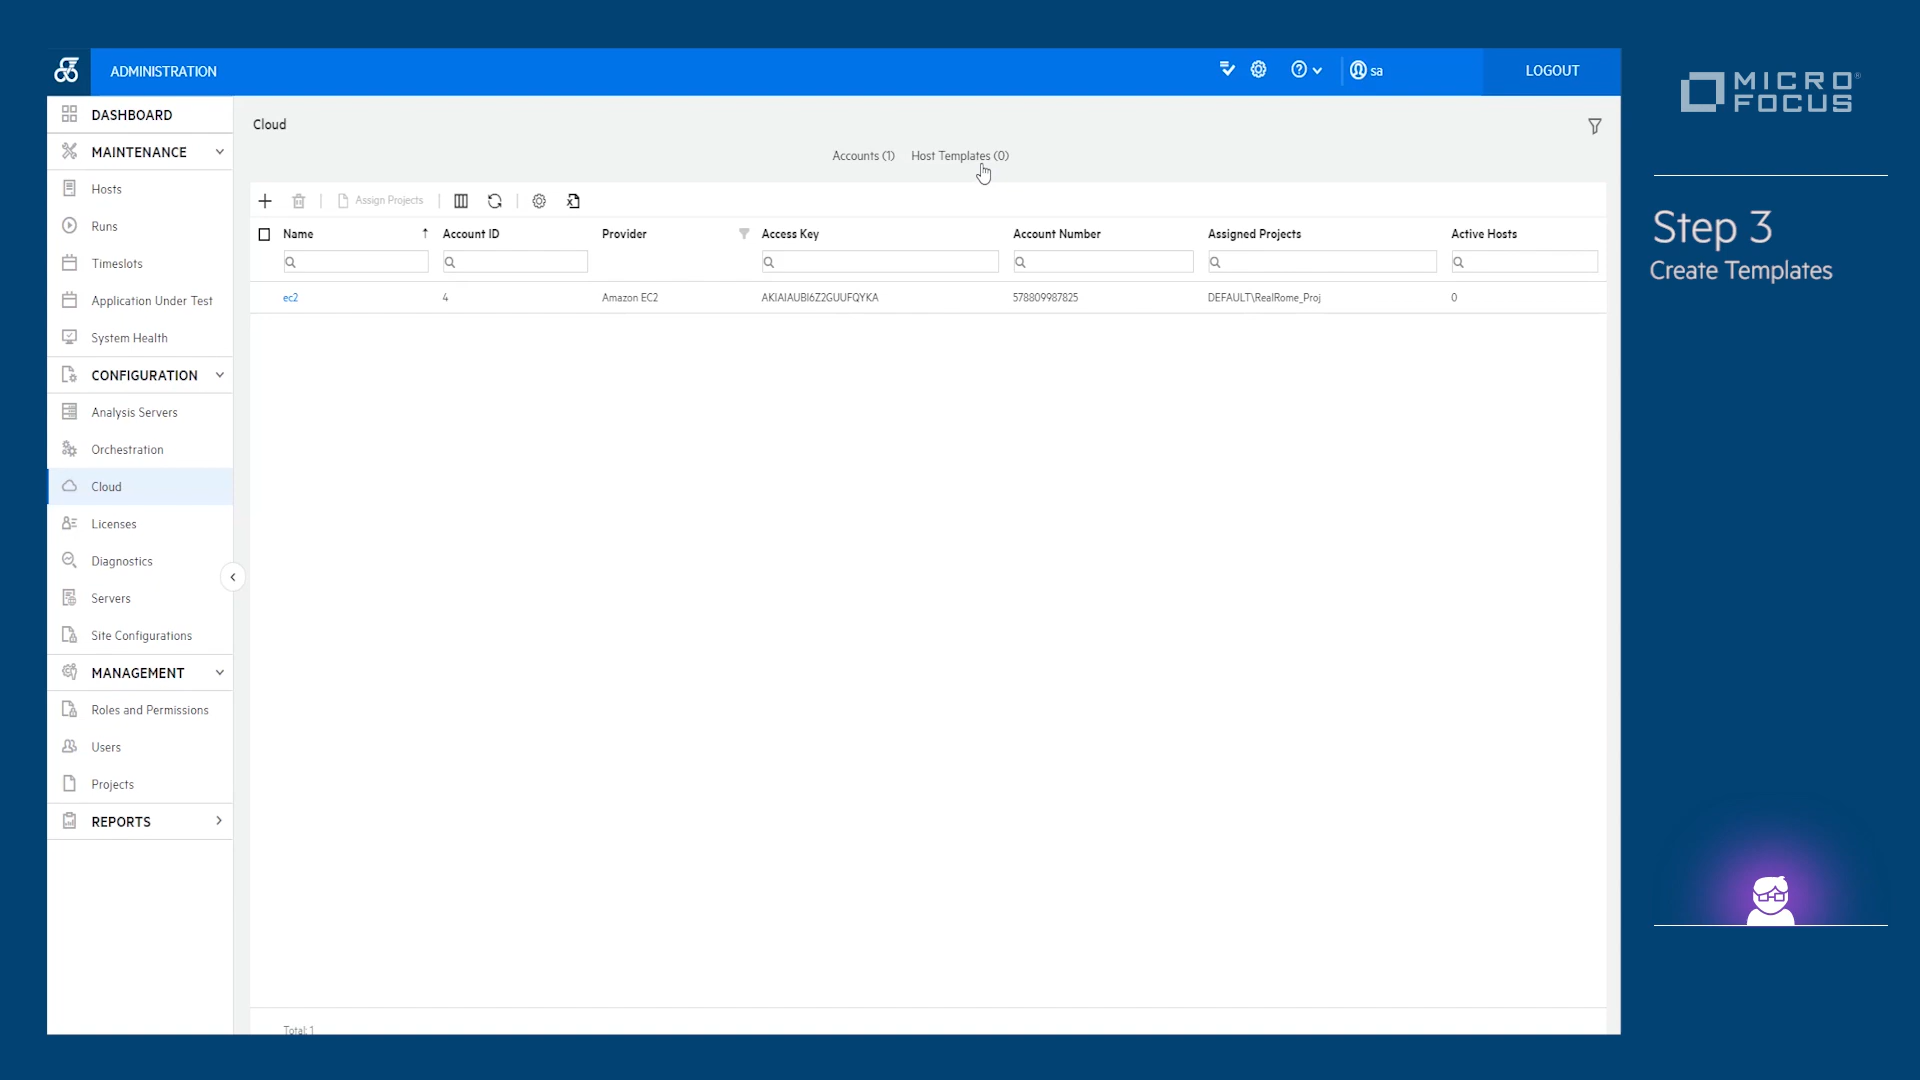 ADMINISTRATION
sa
LOGOUT
MICRO
FOCUS
DASHBOARD
MAINTENANCE
Hosts
Runs
Timeslots
Application Under Test
System Health
CONFIGURATION
Analysis Servers
Orchestration
Cloud
Licenses
Diagnostics
Servers
Site Configurations
MANAGEMENT
Roles and Permissions
Users
Projects
REPORTS
Cloud
Accounts (1) Host Templates (0)
Assign Projects
Name Account ID Provider Access Key Account Number Assigned Projects Active Hosts
ec2 4 Amazon EC2 AKIAIAUBI6Z2GUUFQYKA 578809987825 DEFAULT\RealRome_Proj 0
Total: 1
Step 3
Create Templates